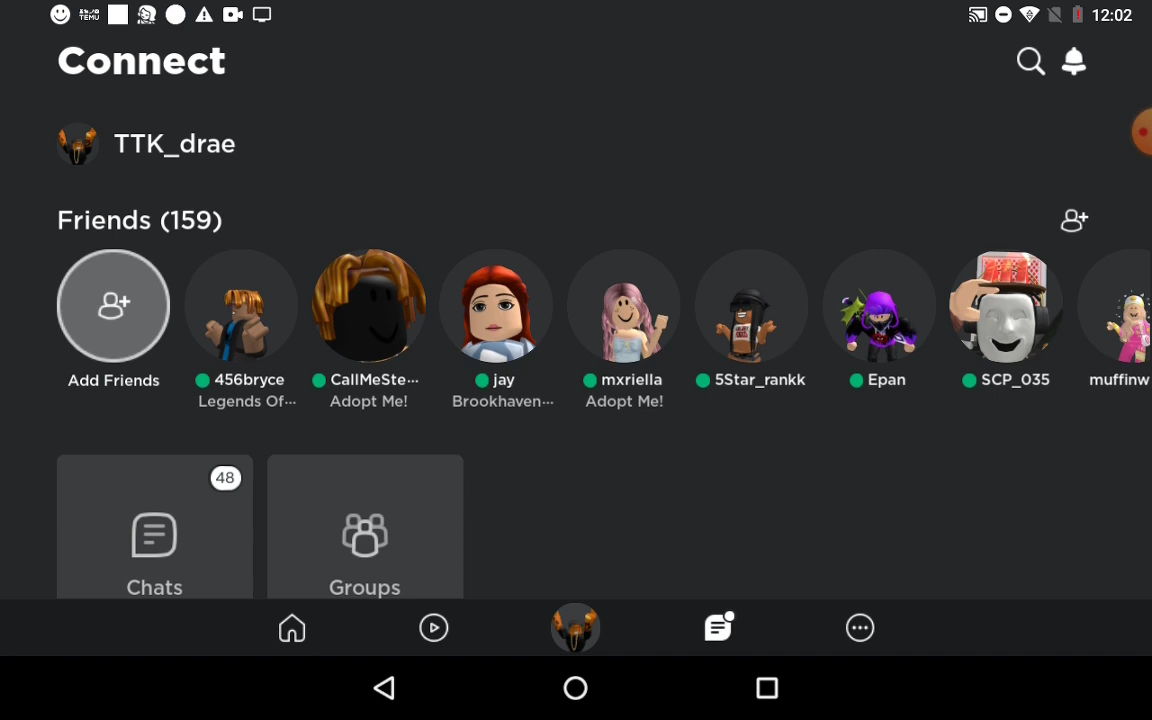 TEMU
12:02
Connect
TTK_drae
Friends (159)
Add Friends
456bryce
Legends Of···
CallMeSte···
Adopt Me!
jay
Brookhaven···
mxriella
Adopt Me!
5Star_rankk
Epan
SCP_035
muffinw
48
Chats
Groups